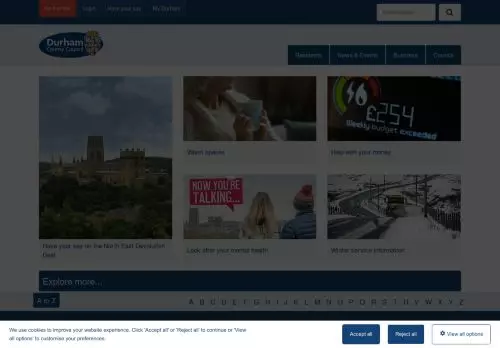 Login
Have your say
My Durham
Durham
County Council
Residents
News & Events
Business
Council
£254
Weekly budget exceeded
Warm spaces
Help with your money
NOW YOU'RE
TALKING...
Have your say on the North East Devolution
Deal
Look after your mental health
Winter service information
Explore more...
A to Z
A B C D E F G H I J K L M N O P Q R S T U V W X Y Z
We use cookies to improve your website experience. Click 'Accept all' or 'Reject all' to continue or 'View
all options' to customise your preferences.
Accept all
Reject all
View all options